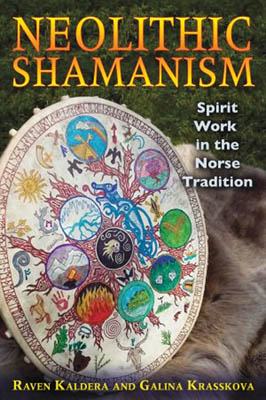 NEOLITHIC
SHAMANISM
Spirit
Work
in the
Norse
Tradition
RAVEN KALDERA AND GALINA KRASSKOVA